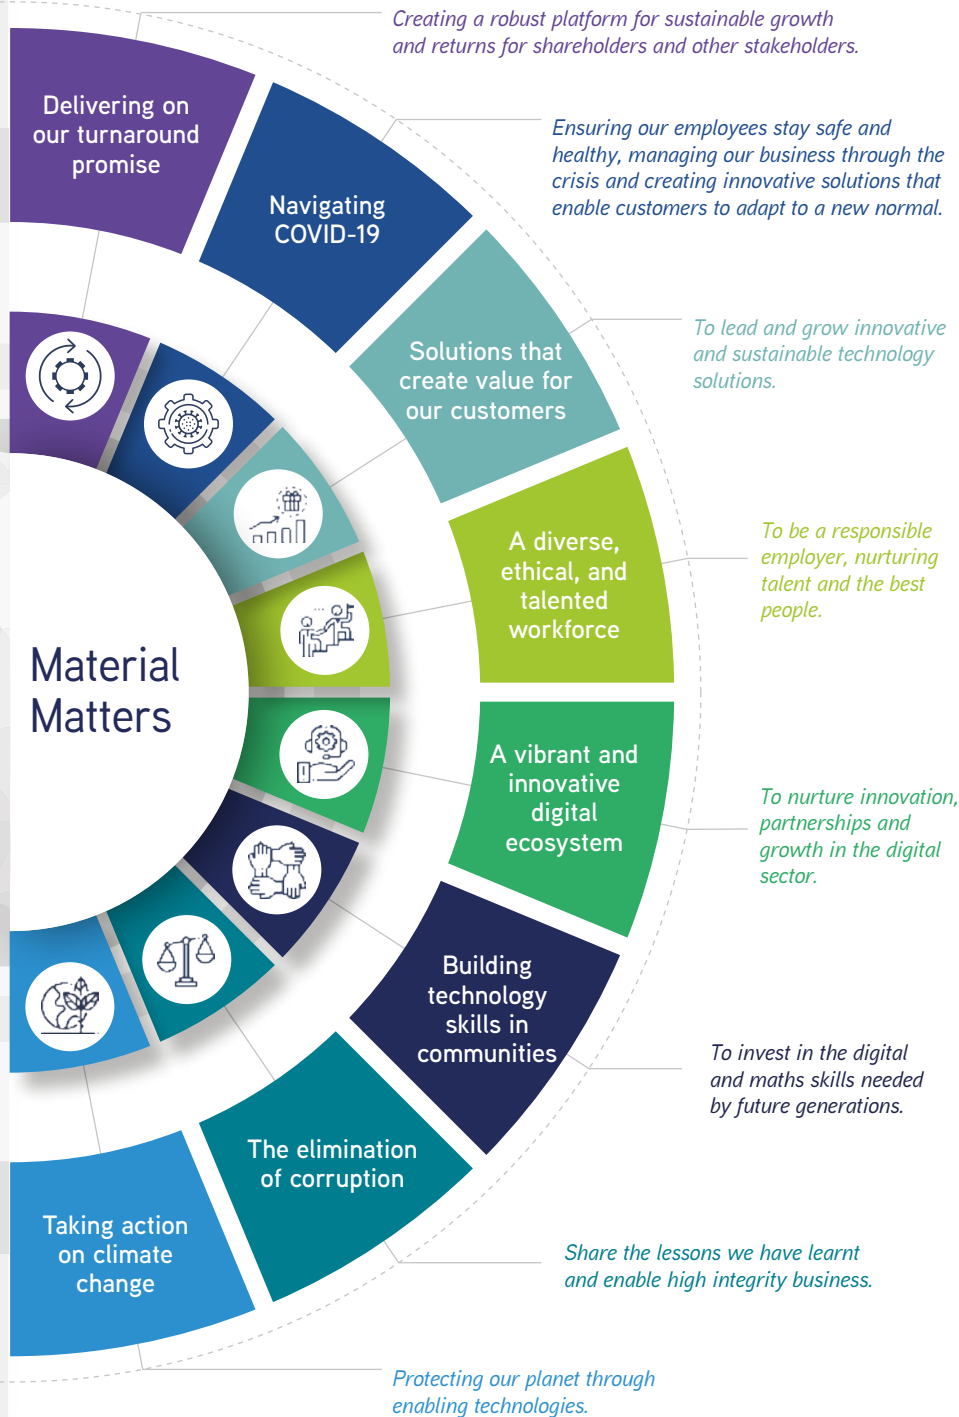 Creating a robust platform for sustainable growth
and returns for shareholders and other stakeholders.
Delivering on
our turnaround
promise
Ensuring our employees stay safe and
healthy, managing our business through the
crisis and creating innovative solutions that
enable customers to adapt to a new normal.
Navigating
COVID-19
To lead and grow innovative
and sustainable technology
solutions.
Solutions that
create value for
our customers
To be a responsible
employer, nurturing
talent and the best
people.
A diverse,
ethical, and
talented
workforce
Material
Matters
A vibrant and
innovative
digital
ecosystem
To nurture innovation,
partnerships and
growth in the digital
sector.
Building
technology
skills in
communities
To invest in the digital
and maths skills needed
by future generations.
The elimination
of corruption
Share the lessons we have learnt
and enable high integrity business.
Taking action
on climate
change
Protecting our planet through
enabling technologies.